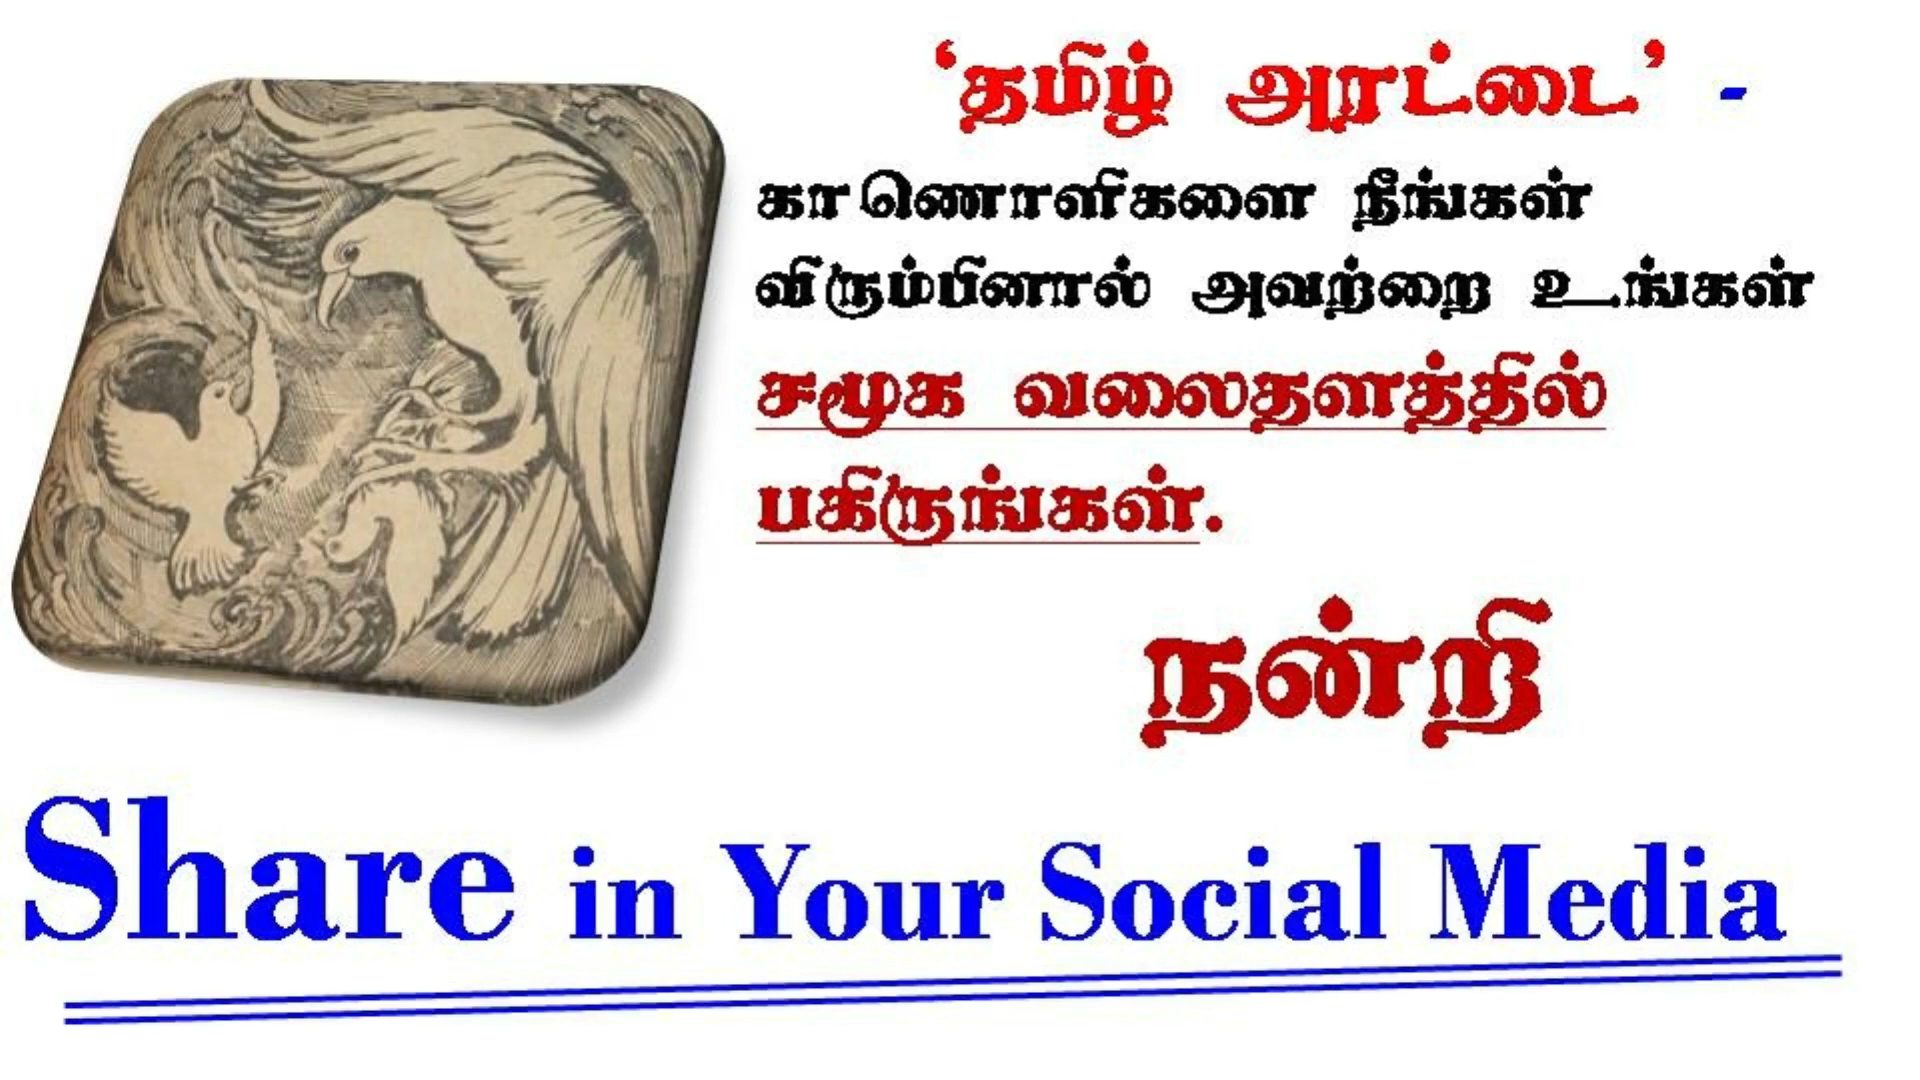 ‘தமிழ் அரட்டை’ -
காணொளிகளை நீங்கள்
விரும்பினால் அவற்றை உங்கள்
சமூக வலைதளத்தில்
பகிருங்கள்.
நன்றி
Share in Your Social Media